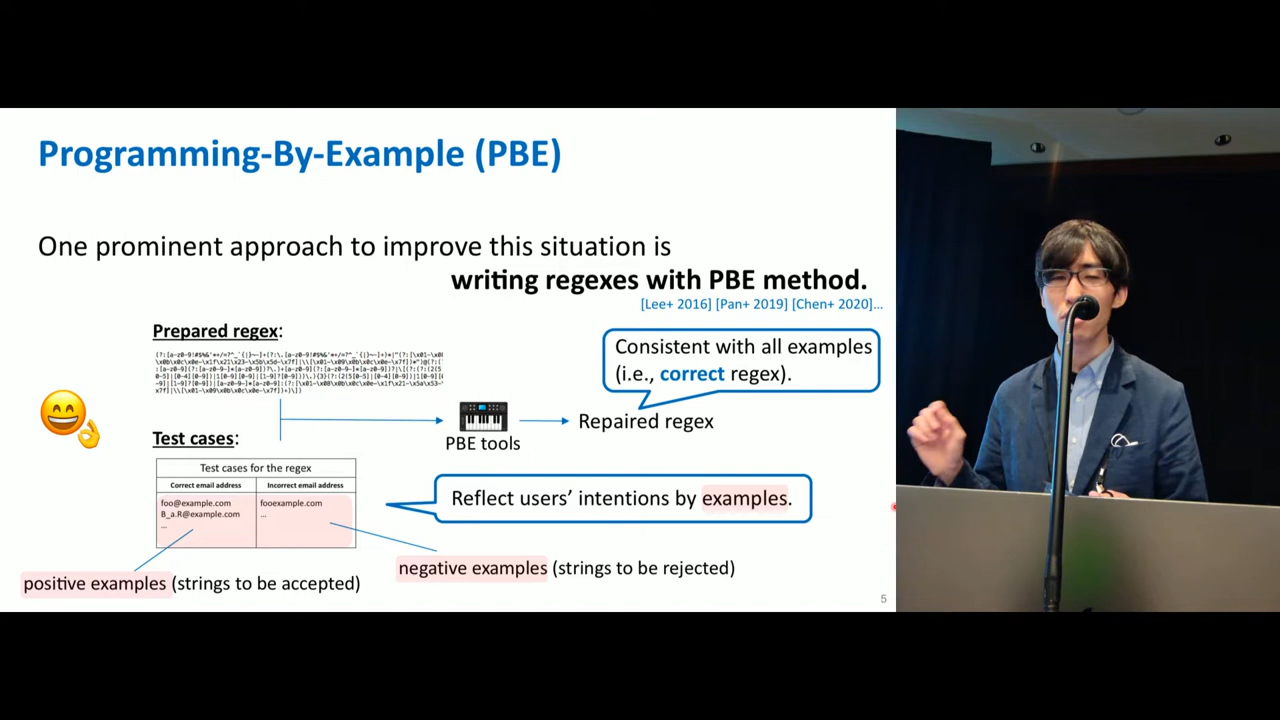 Programming-By-Example (PBE)
One prominent approach to improve this situation is
writing regexes with PBE method.
[Lee+ 2016] [Pan+ 2019] [Chen+ 2020]...
Prepared regex:
Consistent with all examples
(i.e., correct regex).
Repaired regex
PBE tools
Test cases:
Test cases for the regex
Correct email address
Incorrect email address
foo@example.com
fooexample.com
B_a.R@example.com
...
...
Reflect users’ intentions by examples.
negative examples (strings to be rejected)
positive examples (strings to be accepted)
5